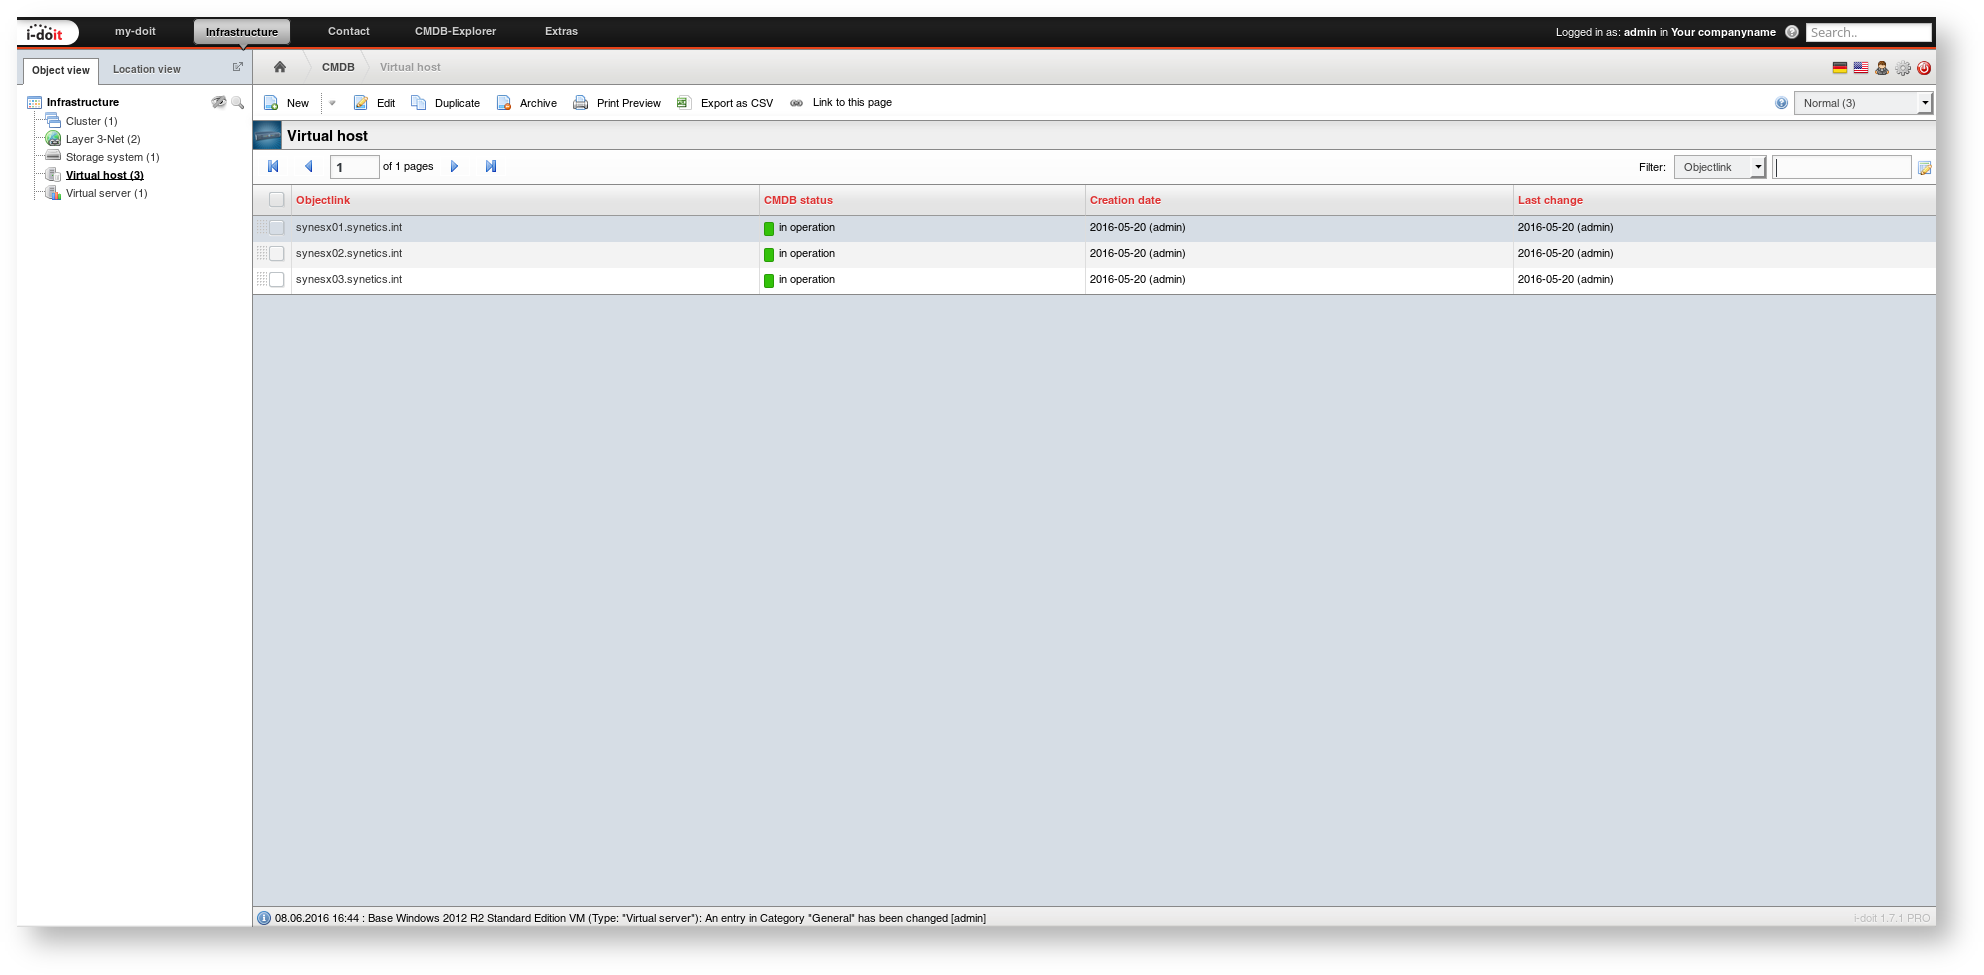 i-doit my-doit Infrastructure Contact CMDB-Explorer Extras Logged in as: admin in Your companyname Search..
Object view Location view CMDB Virtual host
Infrastructure
Cluster (1)
Layer 3-Net (2)
Storage system (1)
Virtual host (3)
Virtual server (1)
New Edit Duplicate Archive Print Preview Export as CSV Link to this page Normal (3)
Virtual host
1 of 1 pages Filter: Objectlink
Objectlink CMDB status Creation date Last change
synesx01.synetics.int in operation 2016-05-20 (admin) 2016-05-20 (admin)
synesx02.synetics.int in operation 2016-05-20 (admin) 2016-05-20 (admin)
synesx03.synetics.int in operation 2016-05-20 (admin) 2016-05-20 (admin)
08.06.2016 16:44 : Base Windows 2012 R2 Standard Edition VM (Type: "Virtual server"): An entry in Category "General" has been changed [admin] i-doit 1.7.1 PRO